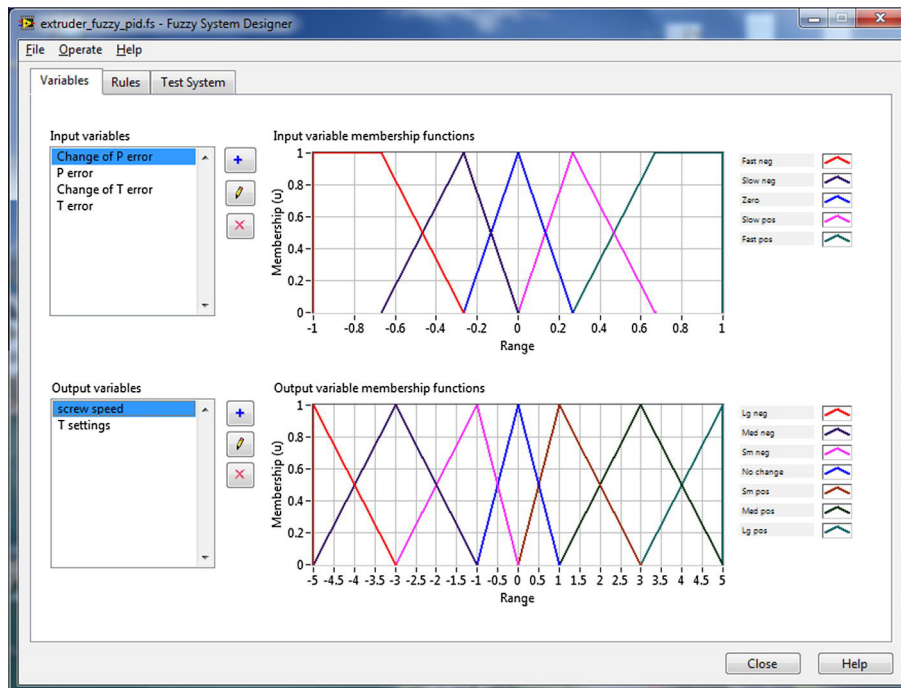 extruder_fuzzy_pid.fs - Fuzzy System Designer
File Operate Help
Variables Rules Test System
Input variables
Change of P error
P error
Change of T error
T error
Input variable membership functions
Membership (u)
1
0.8
0.6
0.4
0.2
0
-1 -0.8 -0.6 -0.4 -0.2 0 0.2 0.4 0.6 0.8 1
Range
Fast neg
Slow neg
Zero
Slow pos
Fast pos
Output variables
screw speed
T settings
Output variable membership functions
Membership (u)
1
0.8
0.6
0.4
0.2
0
-5 -4.5 -4 -3.5 -3 -2.5 -2 -1.5 -1 -0.5 0 0.5 1 1.5 2 2.5 3 3.5 4 4.5 5
Range
Lg neg
Med neg
Sm neg
No change
Sm pos
Med pos
Lg pos
Close Help